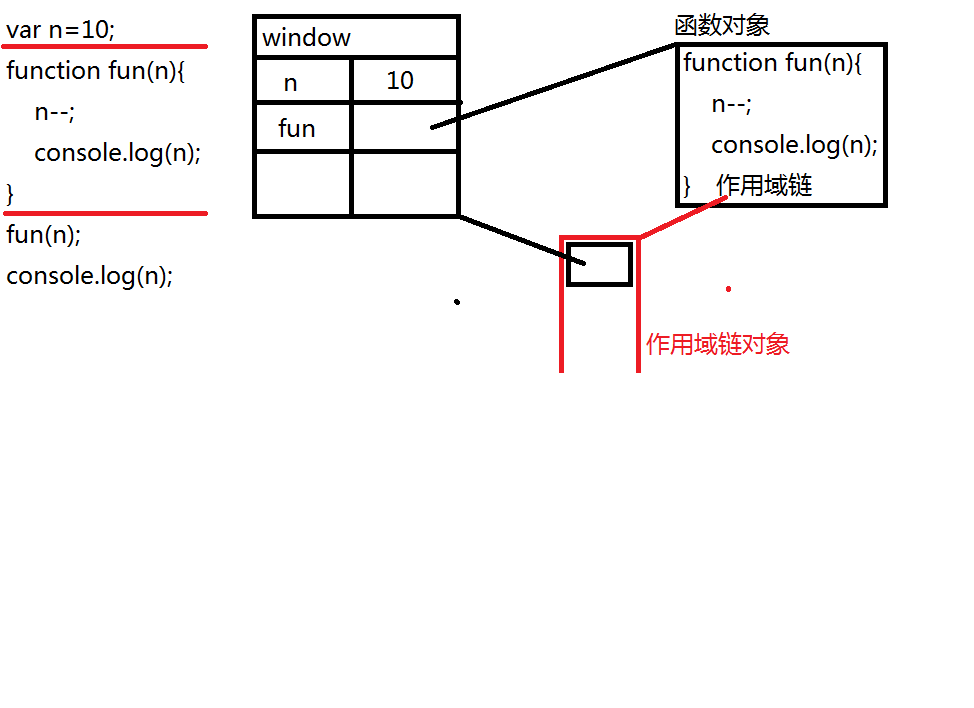 var n=10;
function fun(n){
n--;
console.log(n);
}
fun(n);
console.log(n);
window
n 10
fun
函数对象
function fun(n){
n--;
console.log(n);
} 作用域链
作用域链对象